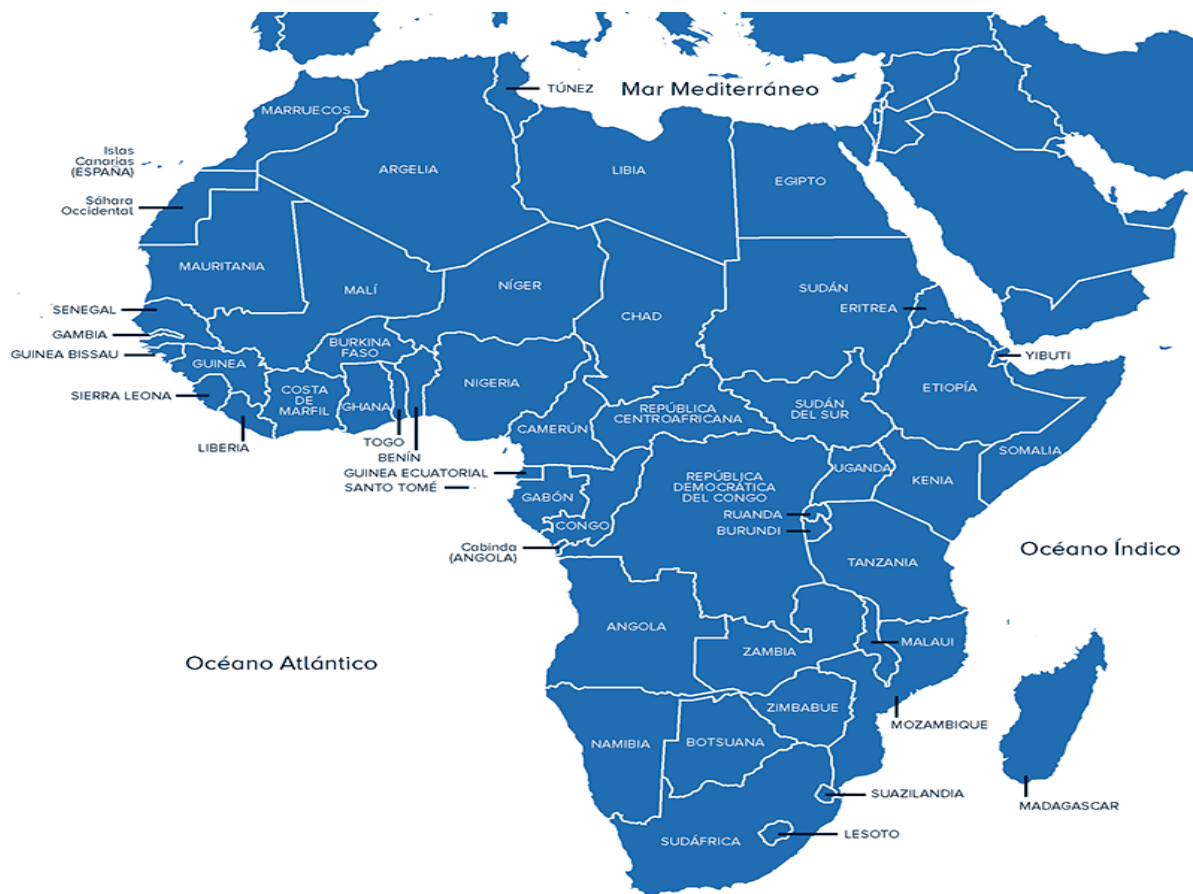 TÚNEZ
Mar Mediterráneo
MARRUECOS
Islas
Canarias
(ESPAÑA)
ARGELIA
LIBIA
EGIPTO
Sáhara
Occidental
MAURITANIA
MALÍ
NÍGER
CHAD
SUDÁN
ERITREA
SENEGAL
GAMBIA
GUINEA BISSAU
GUINEA
BURKINA
FASO
YIBUTI
SIERRA LEONA
COSTA
DE
MARFIL
GHANA
NIGERIA
ETIOPÍA
LIBERIA
TOGO
BENÍN
CAMERÚN
REPÚBLICA
CENTROAFRICANA
SUDÁN
DEL SUR
SOMALIA
GUINEA ECUATORIAL
SANTO TOMÉ
GABÓN
CONGO
REPÚBLICA
DEMOCRÁTICA
DEL CONGO
UGANDA
KENIA
RUANDA
BURUNDI
Cabinda
(ANGOLA)
TANZANIA
Océano Índico
ANGOLA
ZAMBIA
MALAUI
Océano Atlántico
ZIMBABUE
MOZAMBIQUE
NAMIBIA
BOTSUANA
SUAZILANDIA
MADAGASCAR
SUDÁFRICA
LESOTO